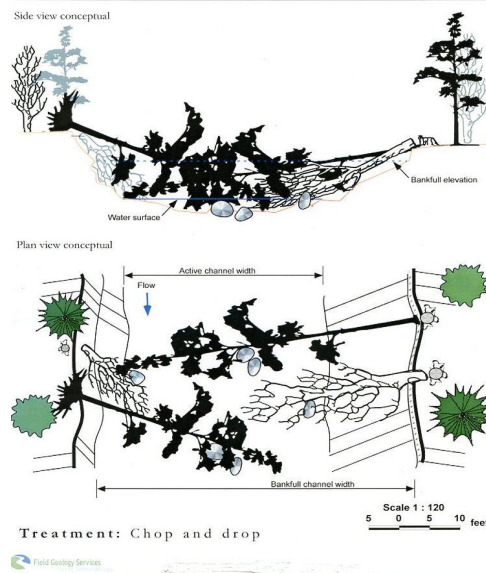 Side view conceptual
Bankfull elevation
Water surface
Plan view conceptual
Active channel width
Flow
Bankfull channel width
Scale 1 : 120
5 0 5 10 feet
Treatment: Chop and drop
Field Geology Services